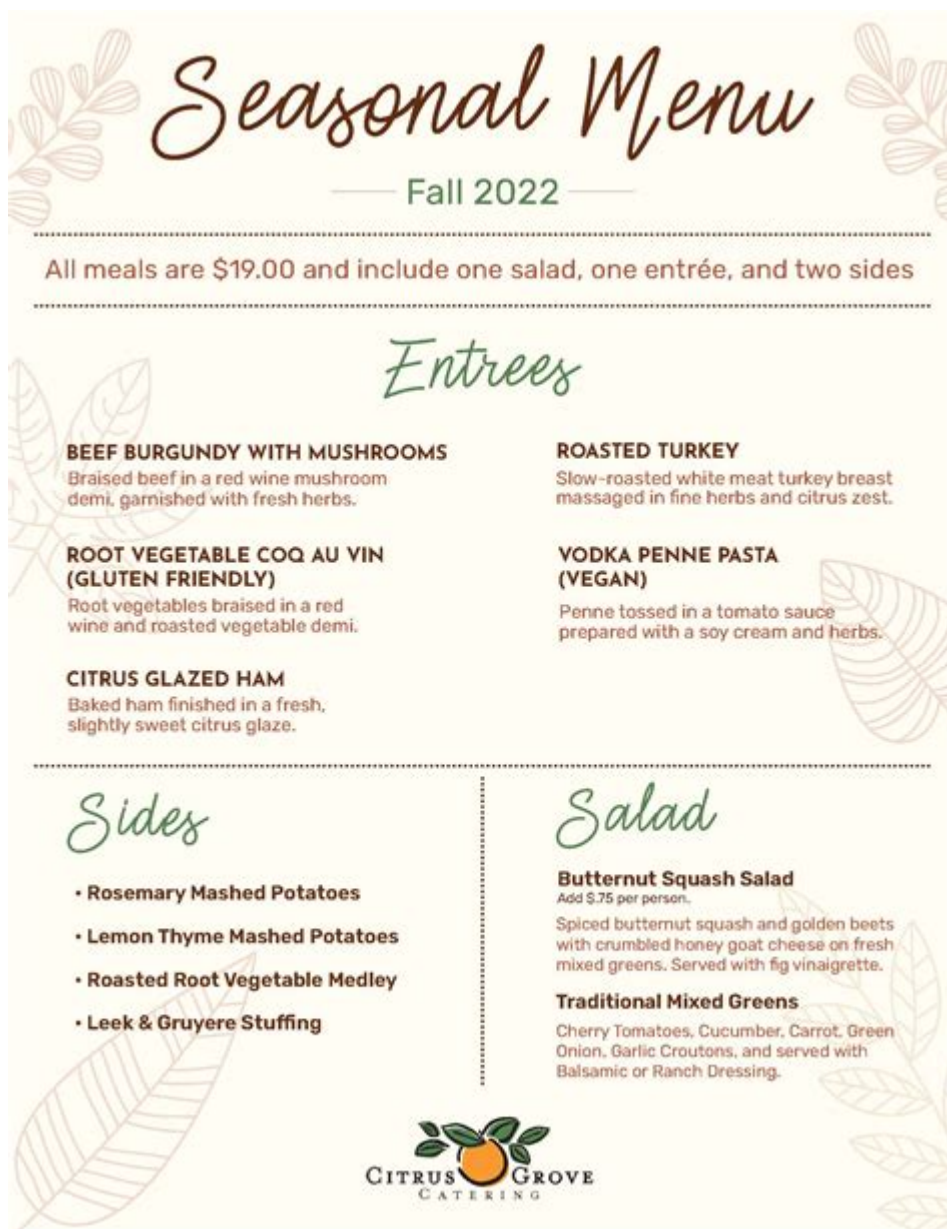 Seasonal Menu
Fall 2022
All meals are $19.00 and include one salad, one entrée, and two sides
Entrees
BEEF BURGUNDY WITH MUSHROOMS
Braised beef in a red wine mushroom
demi, garnished with fresh herbs.
ROOT VEGETABLE COQ AU VIN
(GLUTEN FRIENDLY)
Root vegetables braised in a red
wine and roasted vegetable demi.
CITRUS GLAZED HAM
Baked ham finished in a fresh,
slightly sweet citrus glaze.
ROASTED TURKEY
Slow-roasted white meat turkey breast
massaged in fine herbs and citrus zest.
VODKA PENNE PASTA
(VEGAN)
Penne tossed in a tomato sauce
prepared with a soy cream and herbs.
Sides
• Rosemary Mashed Potatoes
• Lemon Thyme Mashed Potatoes
• Roasted Root Vegetable Medley
• Leek & Gruyere Stuffing
Salad
Butternut Squash Salad
Add $.75 per person.
Spiced butternut squash and golden beets
with crumbled honey goat cheese on fresh
mixed greens. Served with fig vinaigrette.
Traditional Mixed Greens
Cherry Tomatoes, Cucumber, Carrot, Green
Onion, Garlic Croutons, and served with
Balsamic or Ranch Dressing.
CITRUS GROVE
CATERING